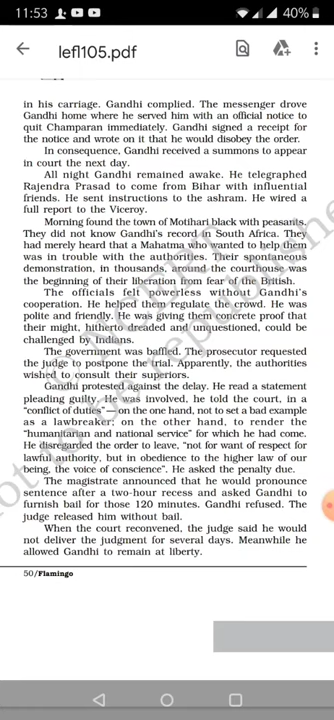 11:53
40%
lefl105.pdf
in his carriage. Gandhi complied. The messenger drove
Gandhi home where he served him with an official notice to
quit Champaran immediately. Gandhi signed a receipt for
the notice and wrote on it that he would disobey the order.
In consequence, Gandhi received a summons to appear
in court the next day.
All night Gandhi remained awake. He telegraphed
Rajendra Prasad to come from Bihar with influential
friends. He sent instructions to the ashram. He wired a
full report to the Viceroy.
Morning found the town of Motihari black with peasants.
They did not know Gandhi's record in South Africa. They
had merely heard that a Mahatma who wanted to help them
was in trouble with the authorities. Their spontaneous
demonstration, in thousands, around the courthouse was
the beginning of their liberation from fear of the British.
The officials felt powerless without Gandhi's
cooperation. He helped them regulate the crowd. He was
polite and friendly. He was giving them concrete proof that
their might, hitherto dreaded and unquestioned, could be
challenged by Indians.
The government was baffled. The prosecutor requested
the judge to postpone the trial. Apparently, the authorities
wished to consult their superiors.
Gandhi protested against the delay. He read a statement
pleading guilty. He was involved, he told the court, in a
“conflict of duties”— on the one hand, not to set a bad example
as a lawbreaker; on the other hand, to render the
“humanitarian and national service” for which he had come.
He disregarded the order to leave, “not for want of respect for
lawful authority, but in obedience to the higher law of our
being, the voice of conscience”. He asked the penalty due.
The magistrate announced that he would pronounce
sentence after a two-hour recess and asked Gandhi to
furnish bail for those 120 minutes. Gandhi refused. The
judge released him without bail.
When the court reconvened, the judge said he would
not deliver the judgment for several days. Meanwhile he
allowed Gandhi to remain at liberty.
50/Flamingo